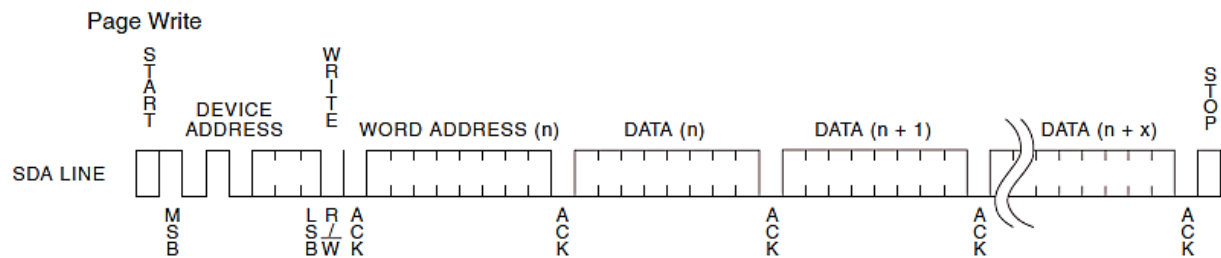 Page Write
START
WRITE
STOP
DEVICE
ADDRESS
WORD ADDRESS (n)
DATA (n)
DATA (n + 1)
DATA (n + x)
SDA LINE
MSB
LSB
R/W
ACK
ACK
ACK
ACK
ACK